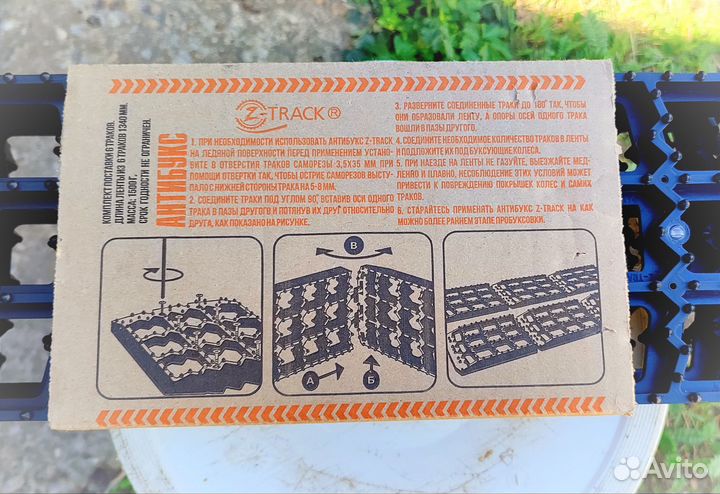 КОМПЛЕКТ ПОСТАВКИ 6 ТРАКОВ.
ДЛИНА ЛЕНТЫ ИЗ 6 ТРАКОВ 1340 ММ.
МАССА: 1500 Г.
СРОК ГОДНОСТИ НЕ ОГРАНИЧЕН.
АНТИБУКС
Z-TRACK ®
1. ПРИ НЕОБХОДИМОСТИ ИСПОЛЬЗОВАТЬ АНТИБУКС Z-TRACK
НА ЛЕДЯНОЙ ПОВЕРХНОСТИ ПЕРЕД ПРИМЕНЕНИЕМ УСТАНО-
ВИТЕ В ОТВЕРСТИЯ ТРАКОВ САМОРЕЗЫ 3,5Х35 ММ ПРИ
ПОМОЩИ ОТВЕРТКИ ТАК, ЧТОБЫ ОСТРИЕ САМОРЕЗОВ ВЫСТУ-
ПАЛО С НИЖНЕЙ СТОРОНЫ ТРАКА НА 5-8 ММ.
2. СОЕДИНИТЕ ТРАКИ ПОД УГЛОМ 90°, ВСТАВИВ ОСИ ОДНОГО
ТРАКА В ПАЗЫ ДРУГОГО И ПОТЯНУВ ИХ ДРУГ ОТНОСИТЕЛЬНО
ДРУГА, КАК ПОКАЗАНО НА РИСУНКЕ.
3. РАЗВЕРНИТЕ СОЕДИНЕННЫЕ ТРАКИ ДО 180° ТАК, ЧТОБЫ
ОНИ ОБРАЗОВАЛИ ЛЕНТУ, А ОПОРЫ ОСЕЙ ОДНОГО ТРАКА
ВОШЛИ В ПАЗЫ ДРУГОГО.
4. СОЕДИНИТЕ НЕОБХОДИМОЕ КОЛИЧЕСТВО ТРАКОВ В ЛЕНТЫ
И ПОДЛОЖИТЕ ИХ ПОД БУКСУЮЩИЕ КОЛЕСА.
5. ПРИ НАЕЗДЕ НА ЛЕНТЫ НЕ ГАЗУЙТЕ, ВЫЕЗЖАЙТЕ МЕД-
ЛЕННО И ПЛАВНО, НЕСОБЛЮДЕНИЕ ЭТИХ УСЛОВИЙ МОЖЕТ
ПРИВЕСТИ К ПОВРЕЖДЕНИЮ ПОКРЫШЕК КОЛЕС И САМИХ
ТРАКОВ.
6. СТАРАЙТЕСЬ ПРИМЕНЯТЬ АНТИБУКС Z-TRACK НА КАК
МОЖНО БОЛЕЕ РАННЕМ ЭТАПЕ ПРОБУКСОВКИ.
В
А
Б
Avito